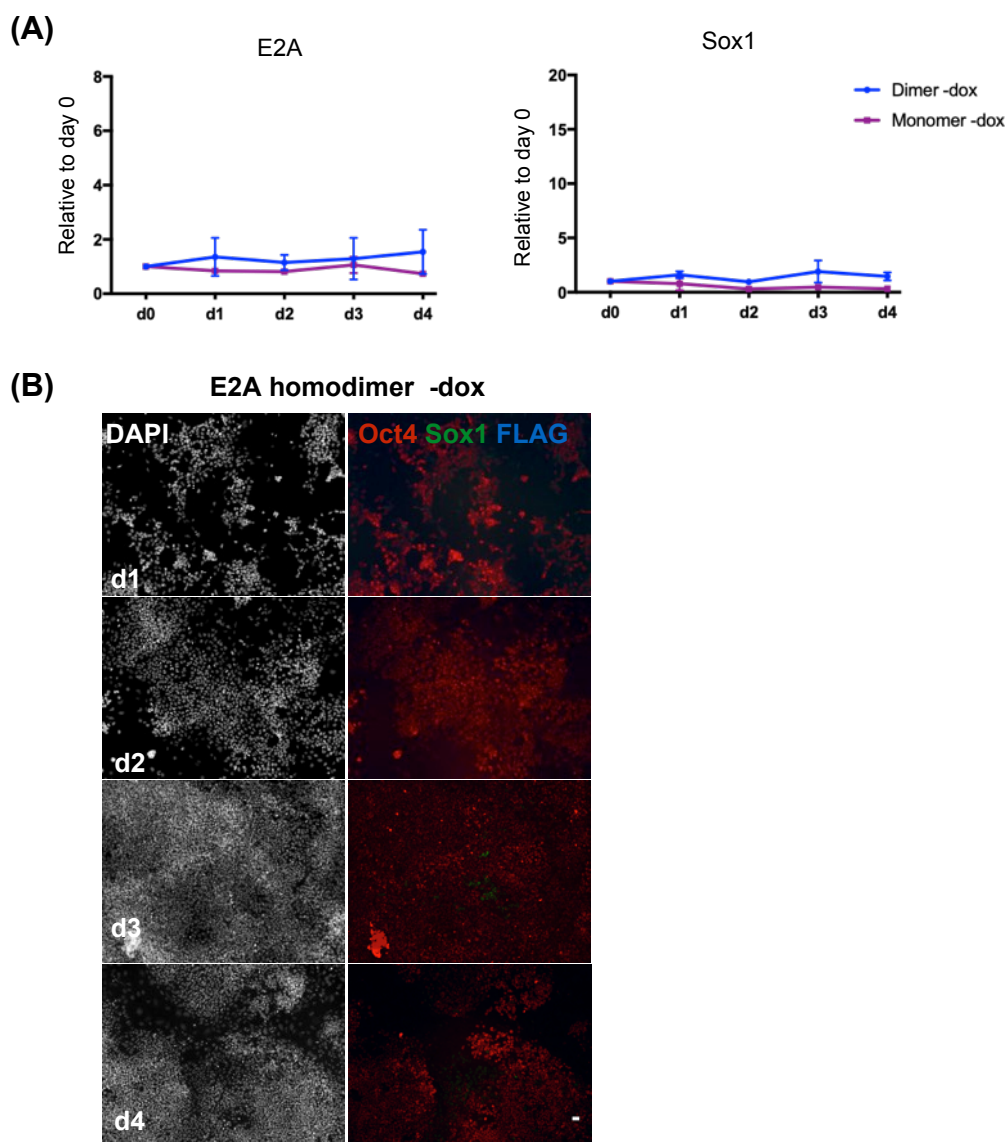 (A)
E2A
Sox1
Relative to day 0
8
6
4
2
0
d0 d1 d2 d3 d4
Relative to day 0
20
15
10
5
0
d0 d1 d2 d3 d4
Dimer -dox
Monomer -dox
(B)
E2A homodimer -dox
DAPI
Oct4 Sox1 FLAG
d1
d2
d3
d4